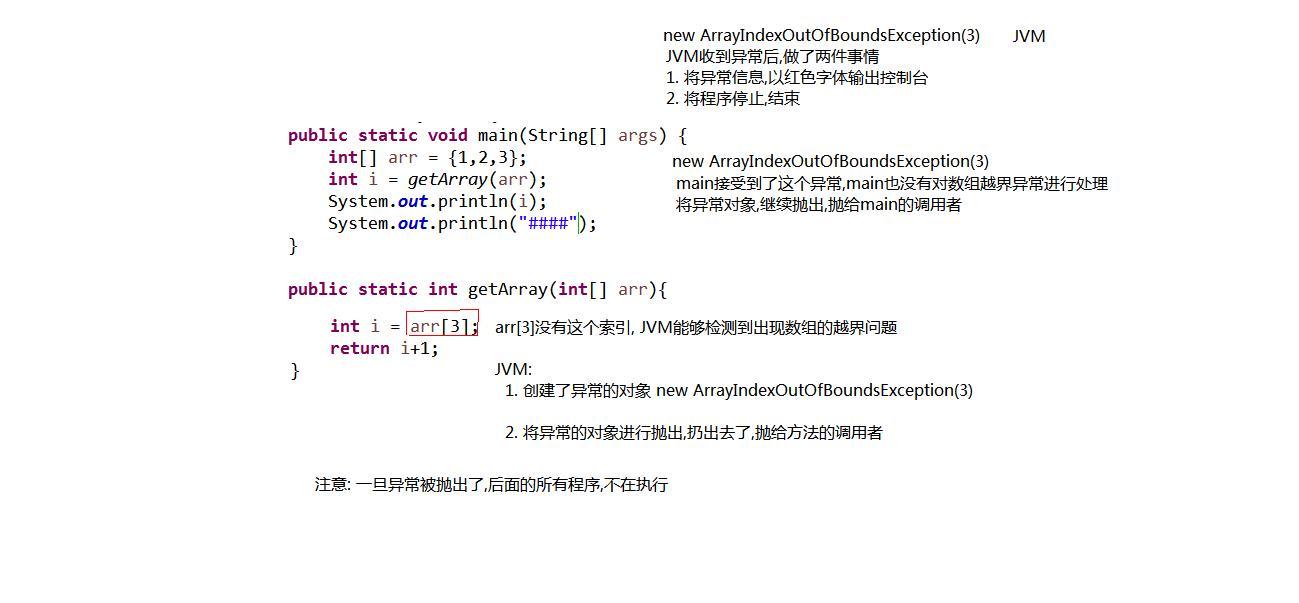 new ArrayIndexOutOfBoundsException(3) JVM
JVM收到异常后,做了两件事情
1. 将异常信息,以红色字体输出控制台
2. 将程序停止,结束
public static void main(String[] args) {
int[] arr = {1,2,3};
int i = getArray(arr);
System.out.println(i);
System.out.println("####");
}
new ArrayIndexOutOfBoundsException(3)
main接受到了这个异常,main也没有对数组越界异常进行处理
将异常对象,继续抛出,抛给main的调用者
public static int getArray(int[] arr){
int i = arr[3]; arr[3]没有这个索引, JVM能够检测到出现数组的越界问题
return i+1;
}
JVM:
1. 创建了异常的对象 new ArrayIndexOutOfBoundsException(3)
2. 将异常的对象进行抛出,扔出去了,抛给方法的调用者
注意: 一旦异常被抛出了,后面的所有程序,不在执行